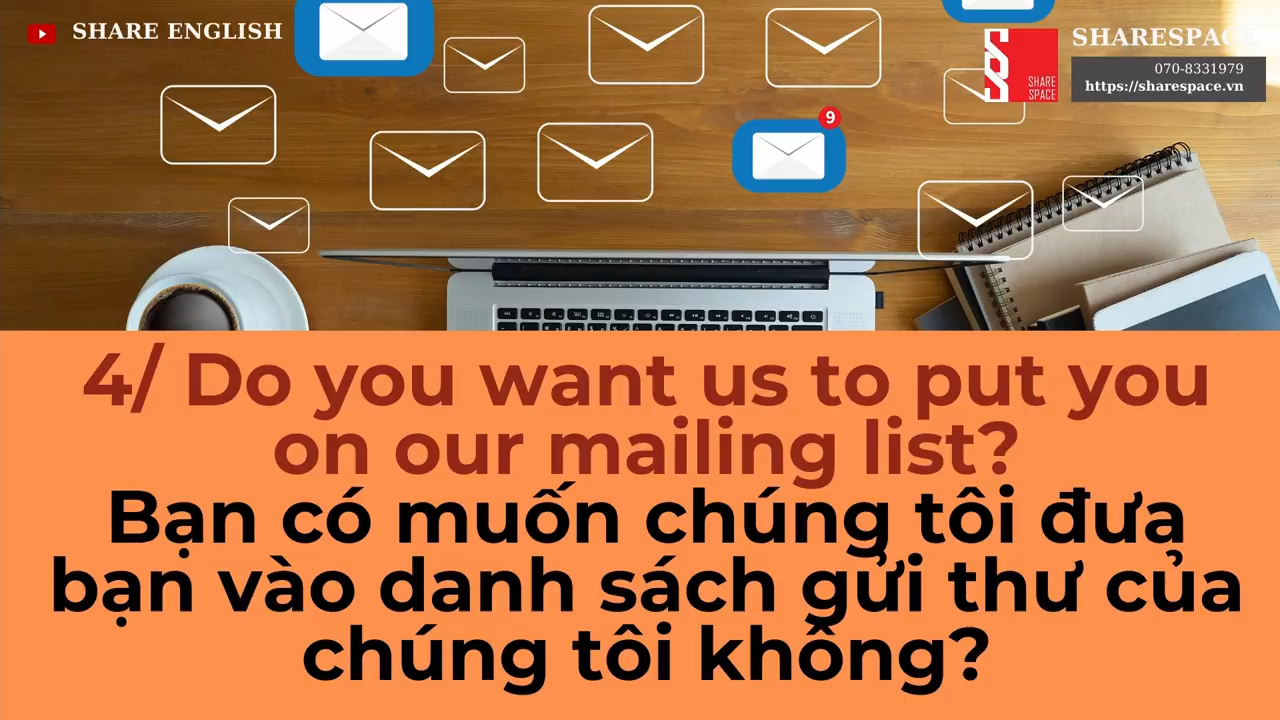 SHARE ENGLISH
SHARESPACE
SHARE
SPACE
070-8331979
https://sharespace.vn
9
4/ Do you want us to put you
on our mailing list?
Bạn có muốn chúng tôi đưa
bạn vào danh sách gửi thư của
chúng tôi không?